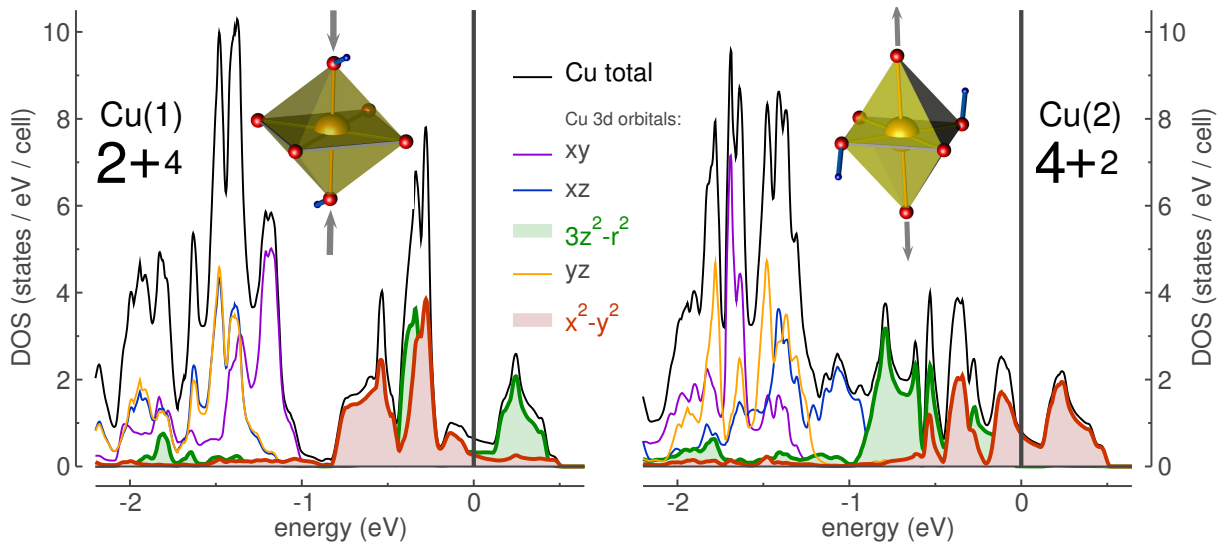 DOS (states / eV / cell)
10
8
6
4
2
0
Cu(1)
2+4
-2
-1
0
energy (eV)
Cu total
Cu 3d orbitals:
xy
xz
3z²-r²
yz
x²-y²
Cu(2)
4+2
-2
-1
0
energy (eV)
10
8
6
4
2
0
DOS (states / eV / cell)